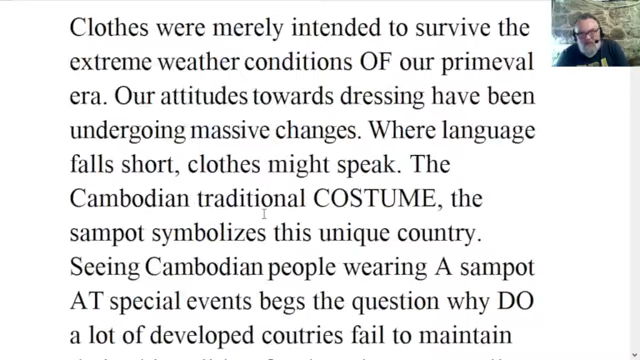 Clothes were merely intended to survive the
extreme weather conditions OF our primeval
era. Our attitudes towards dressing have been
undergoing massive changes. Where language
falls short, clothes might speak. The
Cambodian traditional COSTUME, the
sampot symbolizes this unique country.
Seeing Cambodian people wearing A sampot
AT special events begs the question why DO
a lot of developed coutries fail to maintain